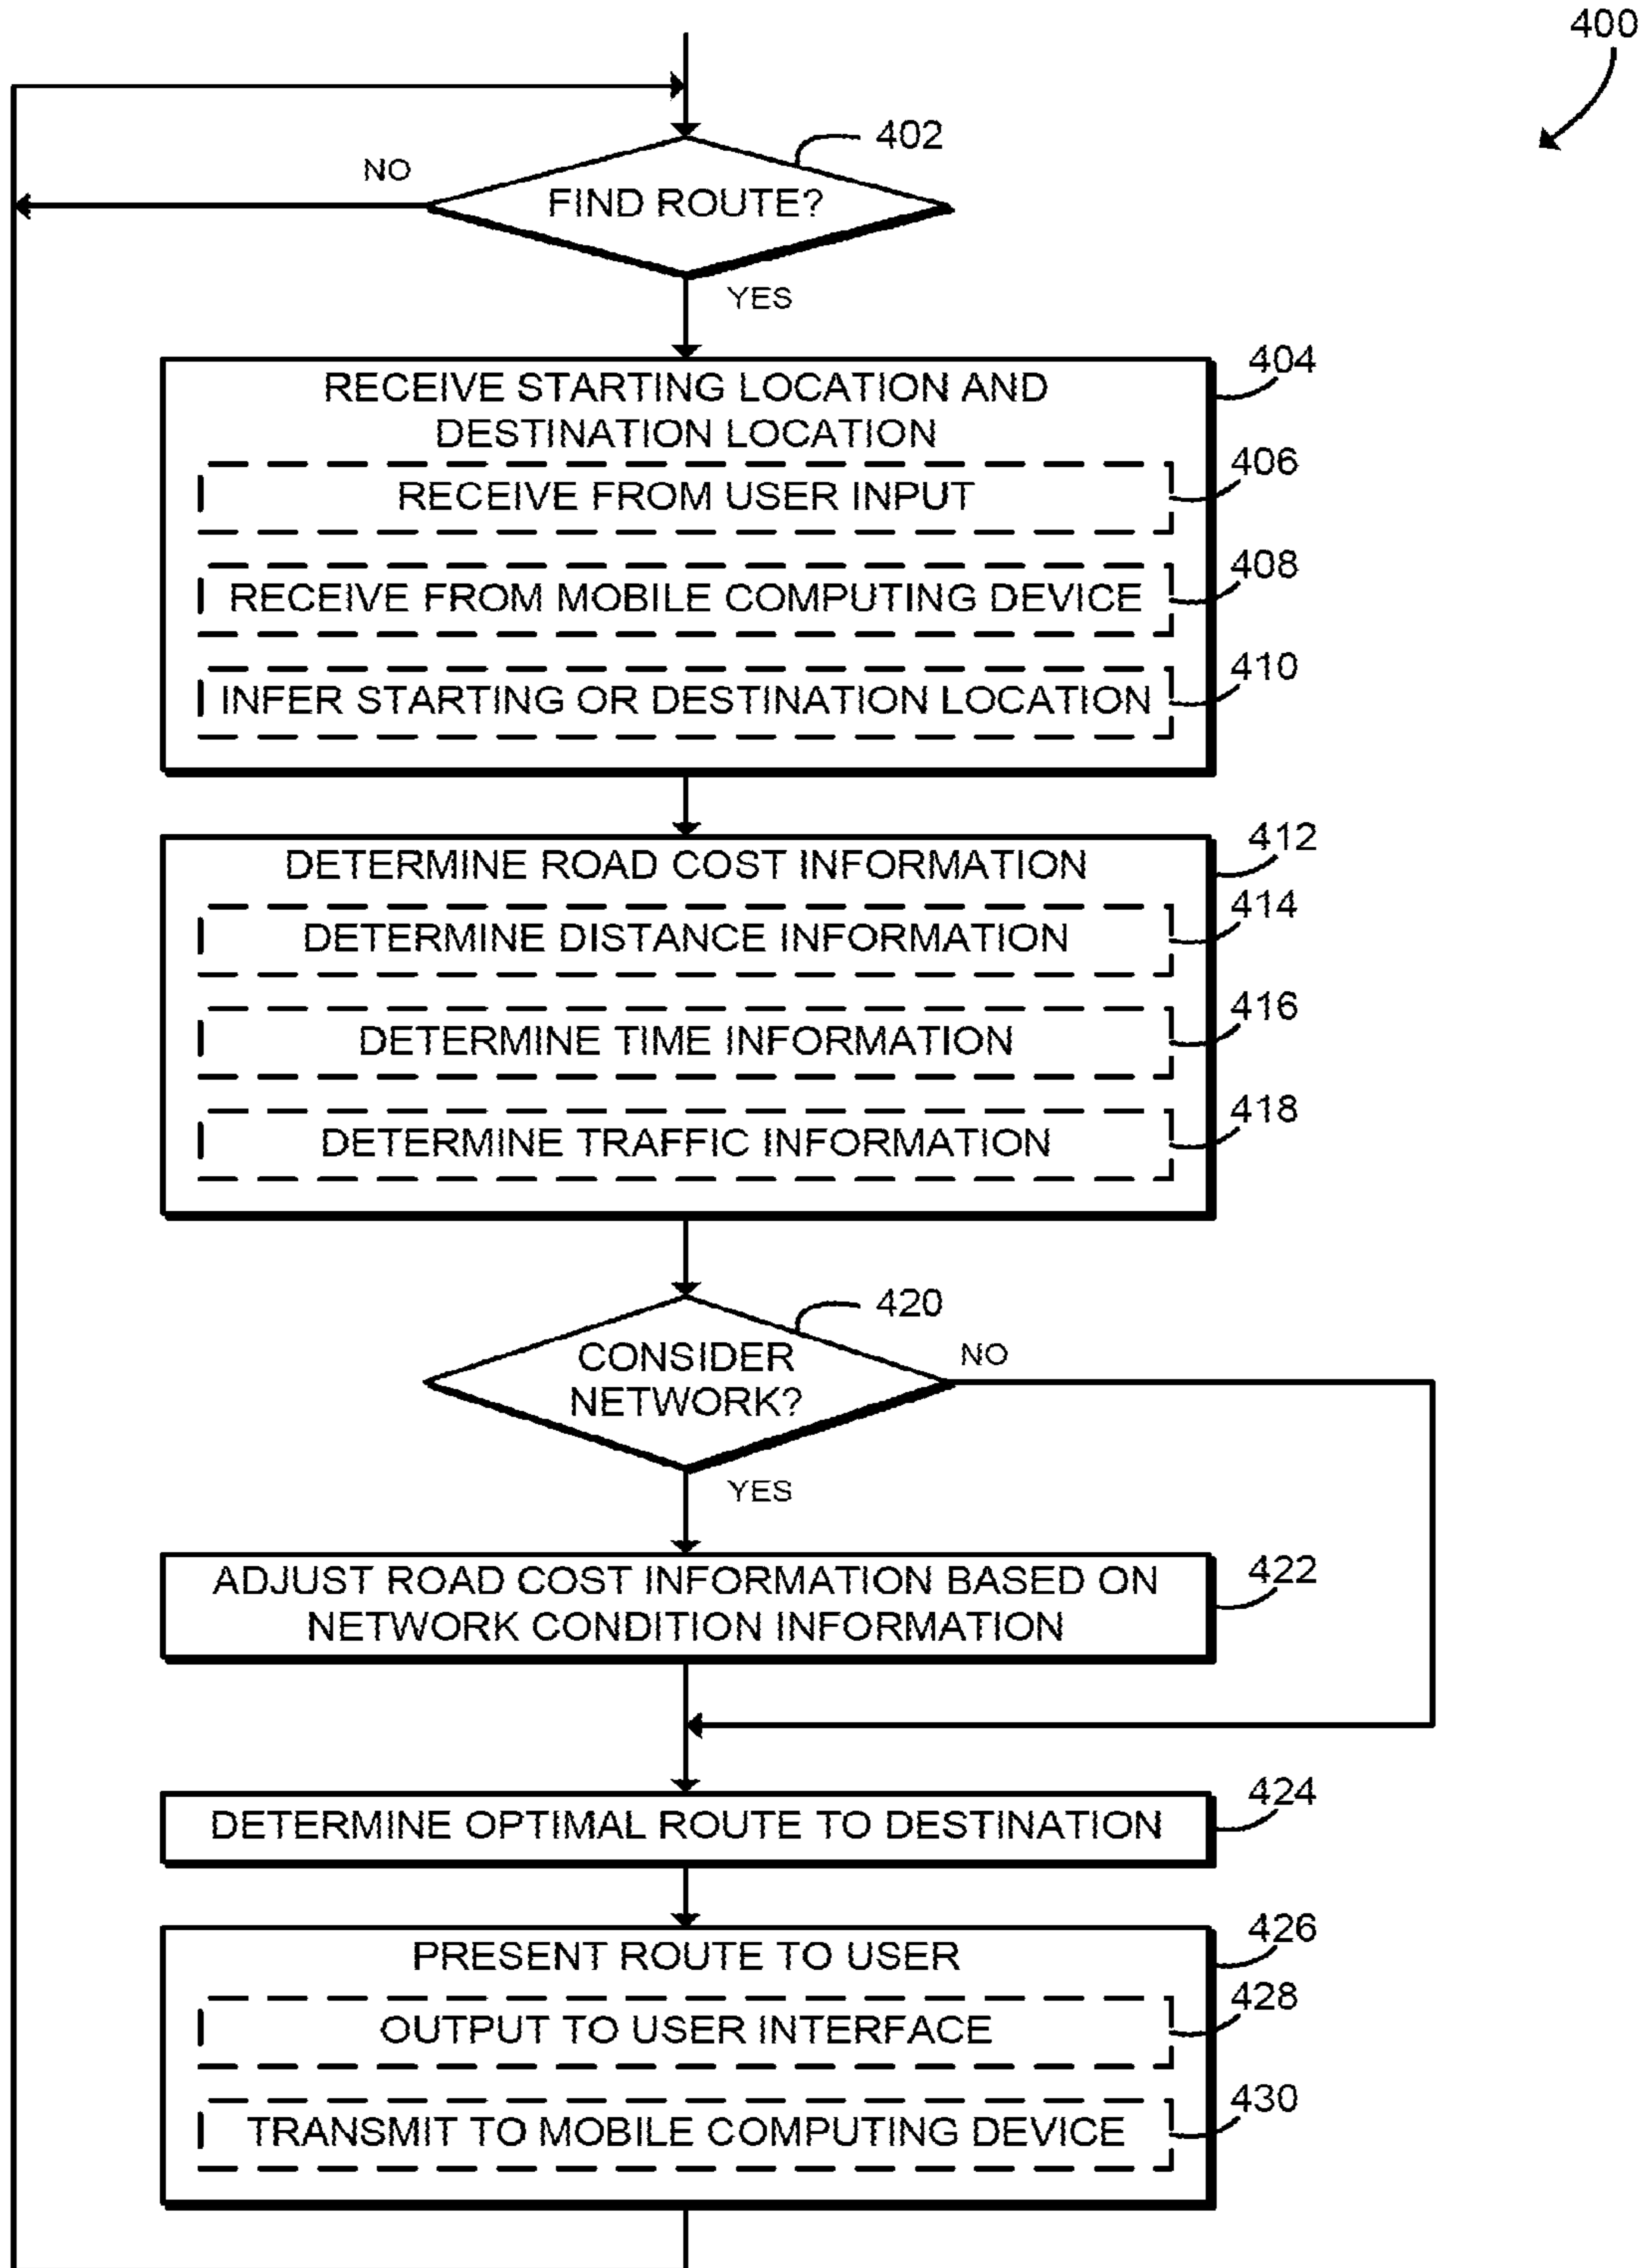 400
402
NO
FIND ROUTE?
YES
404
RECEIVE STARTING LOCATION AND
DESTINATION LOCATION
406
RECEIVE FROM USER INPUT
408
RECEIVE FROM MOBILE COMPUTING DEVICE
410
INFER STARTING OR DESTINATION LOCATION
412
DETERMINE ROAD COST INFORMATION
414
DETERMINE DISTANCE INFORMATION
416
DETERMINE TIME INFORMATION
418
DETERMINE TRAFFIC INFORMATION
420
CONSIDER
NETWORK?
NO
YES
422
ADJUST ROAD COST INFORMATION BASED ON
NETWORK CONDITION INFORMATION
424
DETERMINE OPTIMAL ROUTE TO DESTINATION
426
PRESENT ROUTE TO USER
428
OUTPUT TO USER INTERFACE
430
TRANSMIT TO MOBILE COMPUTING DEVICE